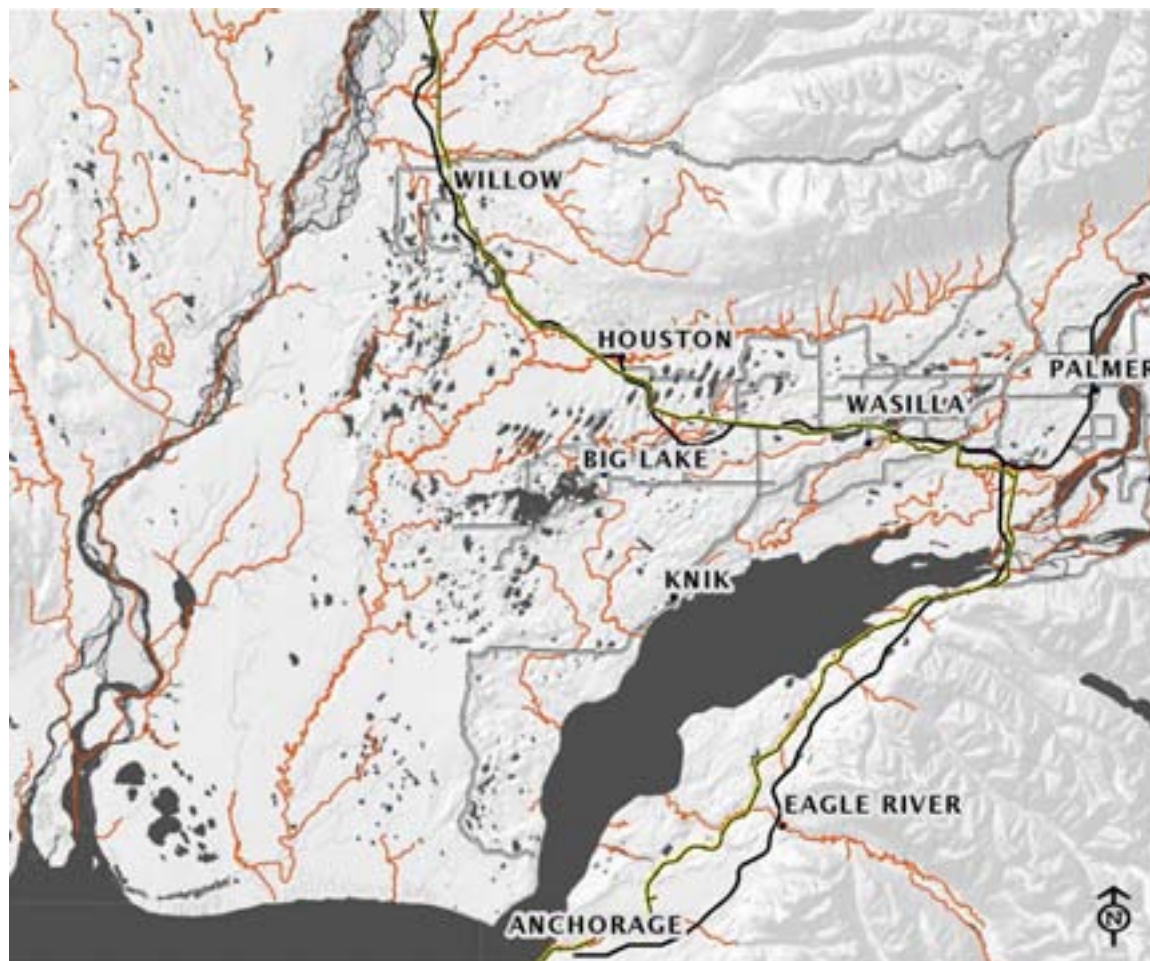 WILLOW
HOUSTON
PALMER
WASILLA
BIG LAKE
KNIK
EAGLE RIVER
ANCHORAGE
N